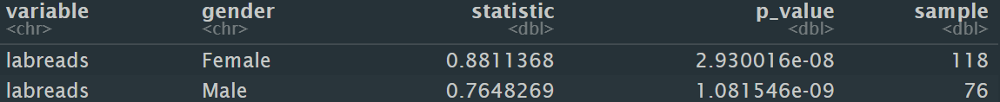 variable gender statistic p_value sample
<chr> <chr> <dbl> <dbl> <dbl>
labreads Female 0.8811368 2.930016e-08 118
labreads Male 0.7648269 1.081546e-09 76